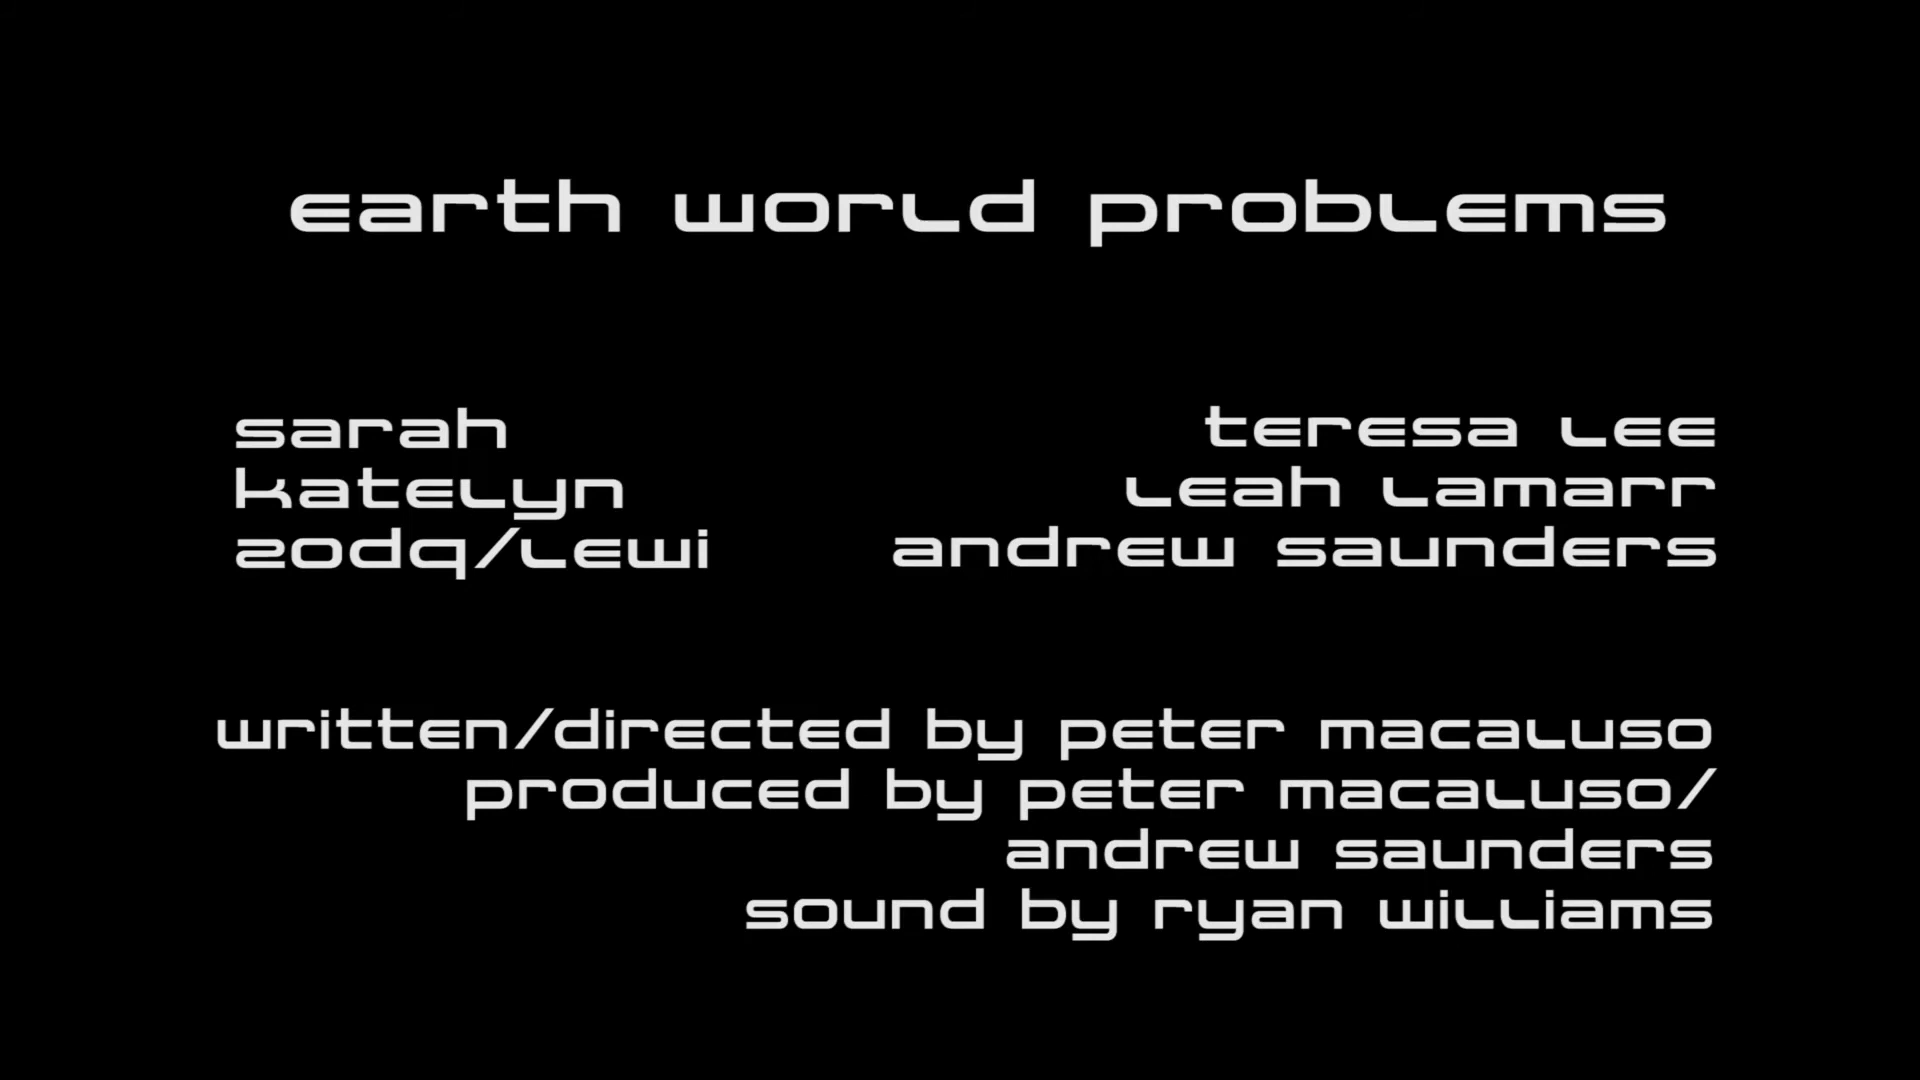 earth world problems
sarah teresa lee
katelyn leah lamarr
zodq/lewi andrew saunders
written/directed by peter macaluso
produced by peter macaluso/
andrew saunders
sound by ryan williams